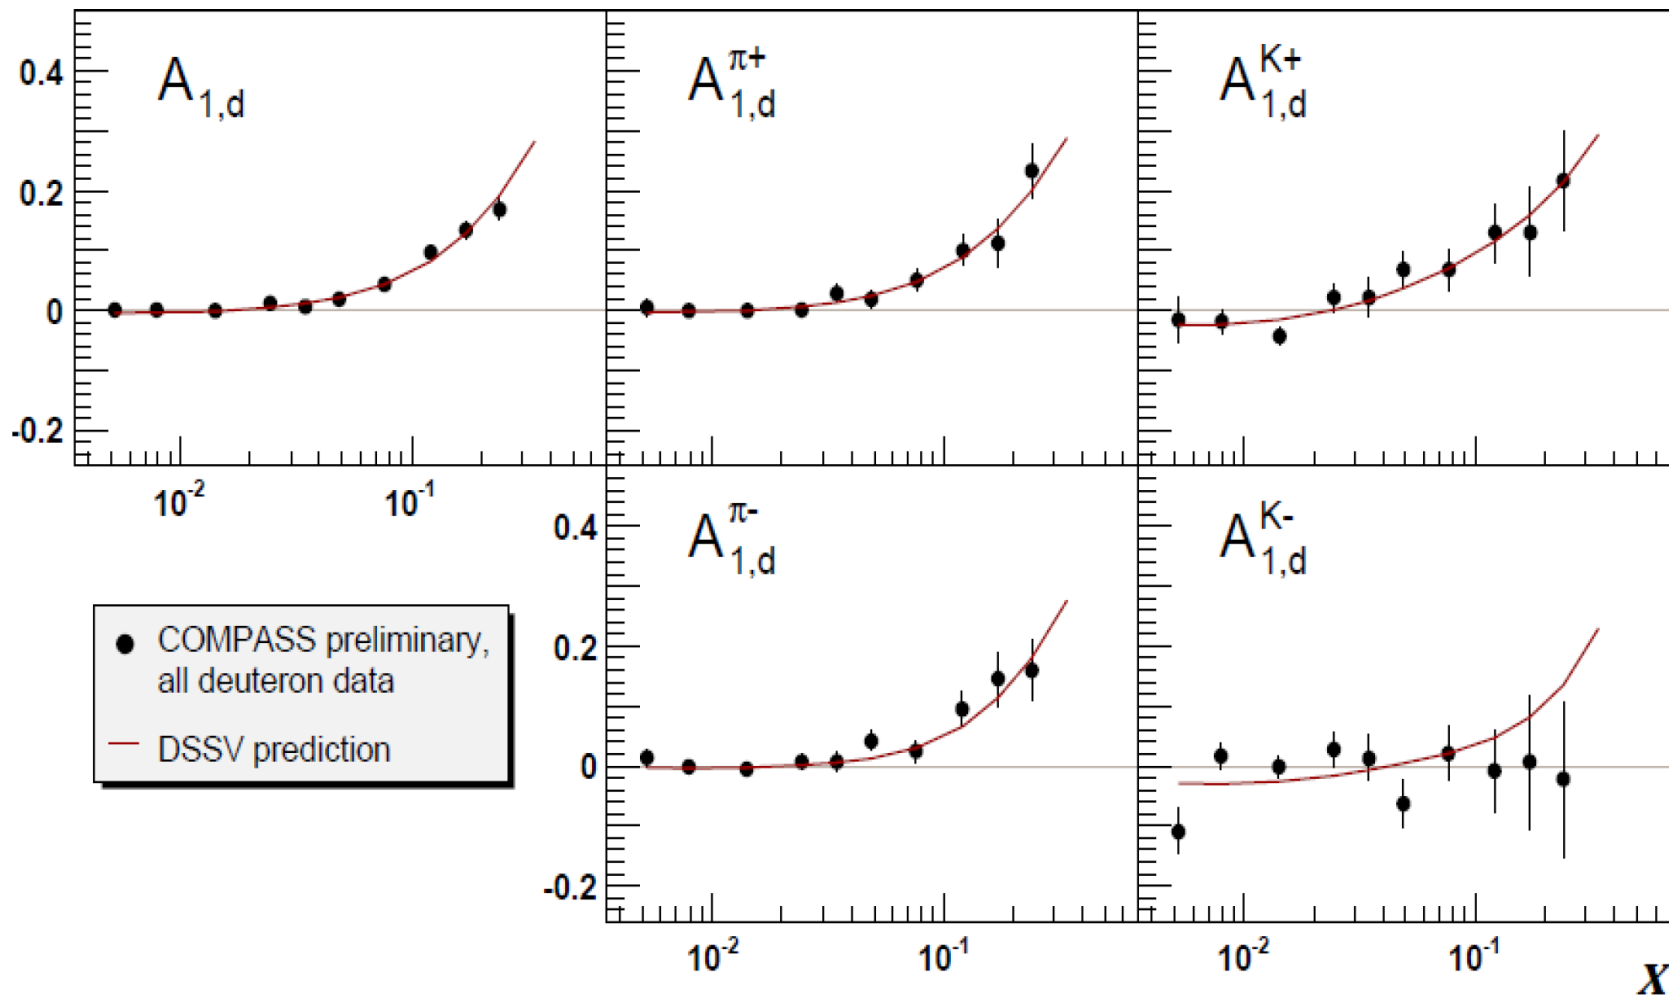 0.4
0.2
0
-0.2
A1,d
Aπ+1,d
AK+1,d
10-2
10-1
0.4
0.2
0
-0.2
Aπ-1,d
AK-1,d
COMPASS preliminary,
all deuteron data
DSSV prediction
10-2
10-1
10-2
10-1
X